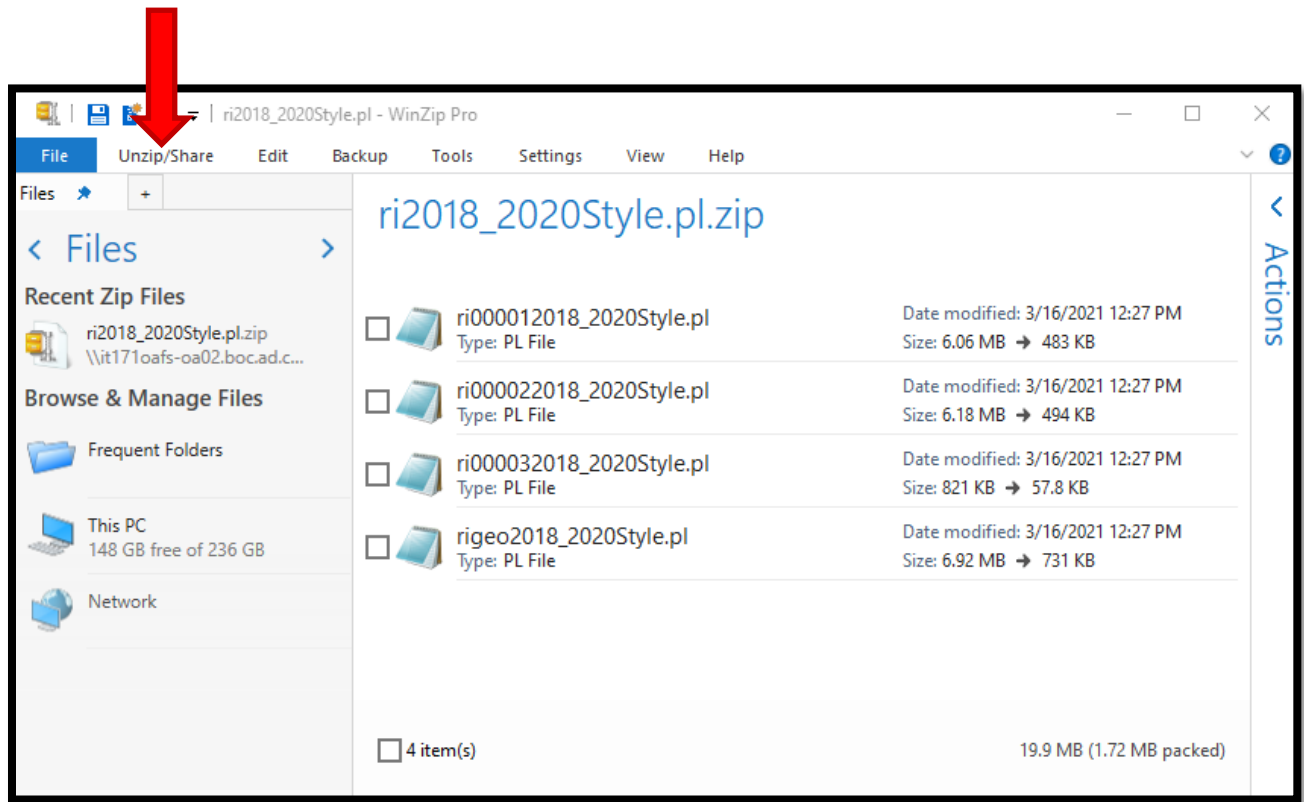 ri2018_2020Style.pl - WinZip Pro
File Unzip/Share Edit Backup Tools Settings View Help
Files +
Files
Recent Zip Files
ri2018_2020Style.pl.zip
\\it171oafs-oa02.boc.ad.c...
Browse & Manage Files
Frequent Folders
This PC
148 GB free of 236 GB
Network
ri2018_2020Style.pl.zip
ri000012018_2020Style.pl Date modified: 3/16/2021 12:27 PM
Type: PL File Size: 6.06 MB → 483 KB
ri000022018_2020Style.pl Date modified: 3/16/2021 12:27 PM
Type: PL File Size: 6.18 MB → 494 KB
ri000032018_2020Style.pl Date modified: 3/16/2021 12:27 PM
Type: PL File Size: 821 KB → 57.8 KB
rigeo2018_2020Style.pl Date modified: 3/16/2021 12:27 PM
Type: PL File Size: 6.92 MB → 731 KB
4 item(s) 19.9 MB (1.72 MB packed)
Actions